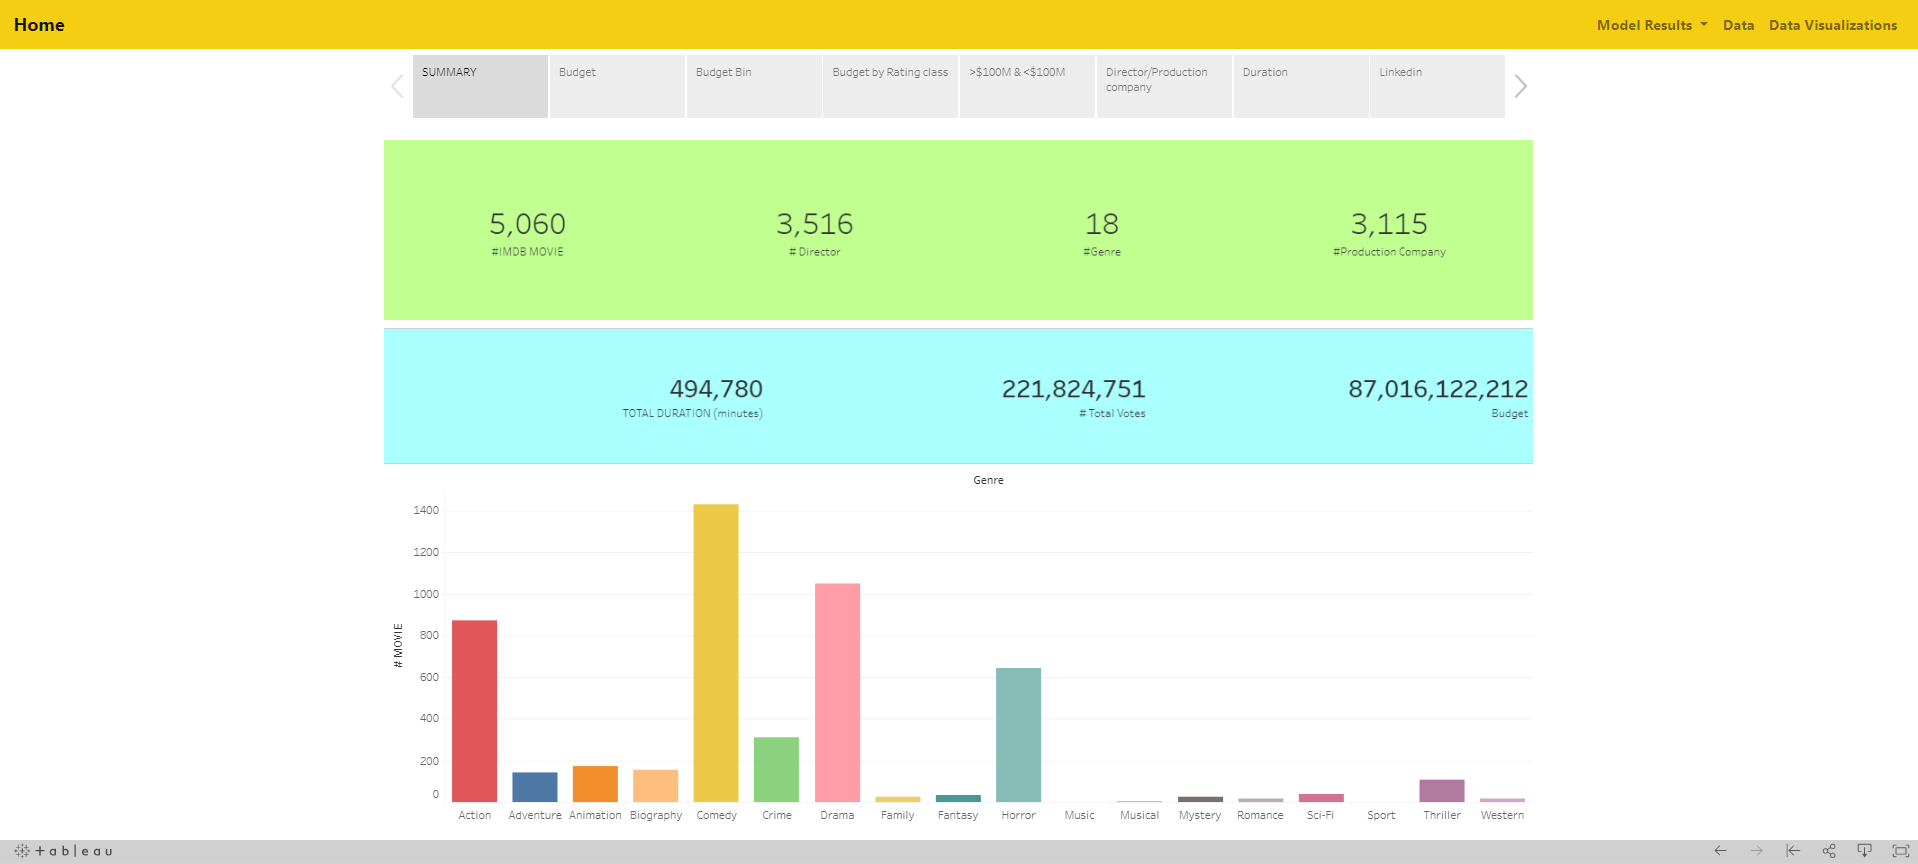 Home
Model Results
Data
Data Visualizations
SUMMARY
Budget
Budget Bin
Budget by Rating class
>$100M & <$100M
Director/Production
company
Duration
Linkedin
5,060
#IMDB MOVIE
3,516
# Director
18
#Genre
3,115
#Production Company
494,780
TOTAL DURATION (minutes)
221,824,751
# Total Votes
87,016,122,212
Budget
Genre
# MOVIE
1400
1200
1000
800
600
400
200
0
Action
Adventure
Animation
Biography
Comedy
Crime
Drama
Family
Fantasy
Horror
Music
Musical
Mystery
Romance
Sci-Fi
Sport
Thriller
Western
+ableau